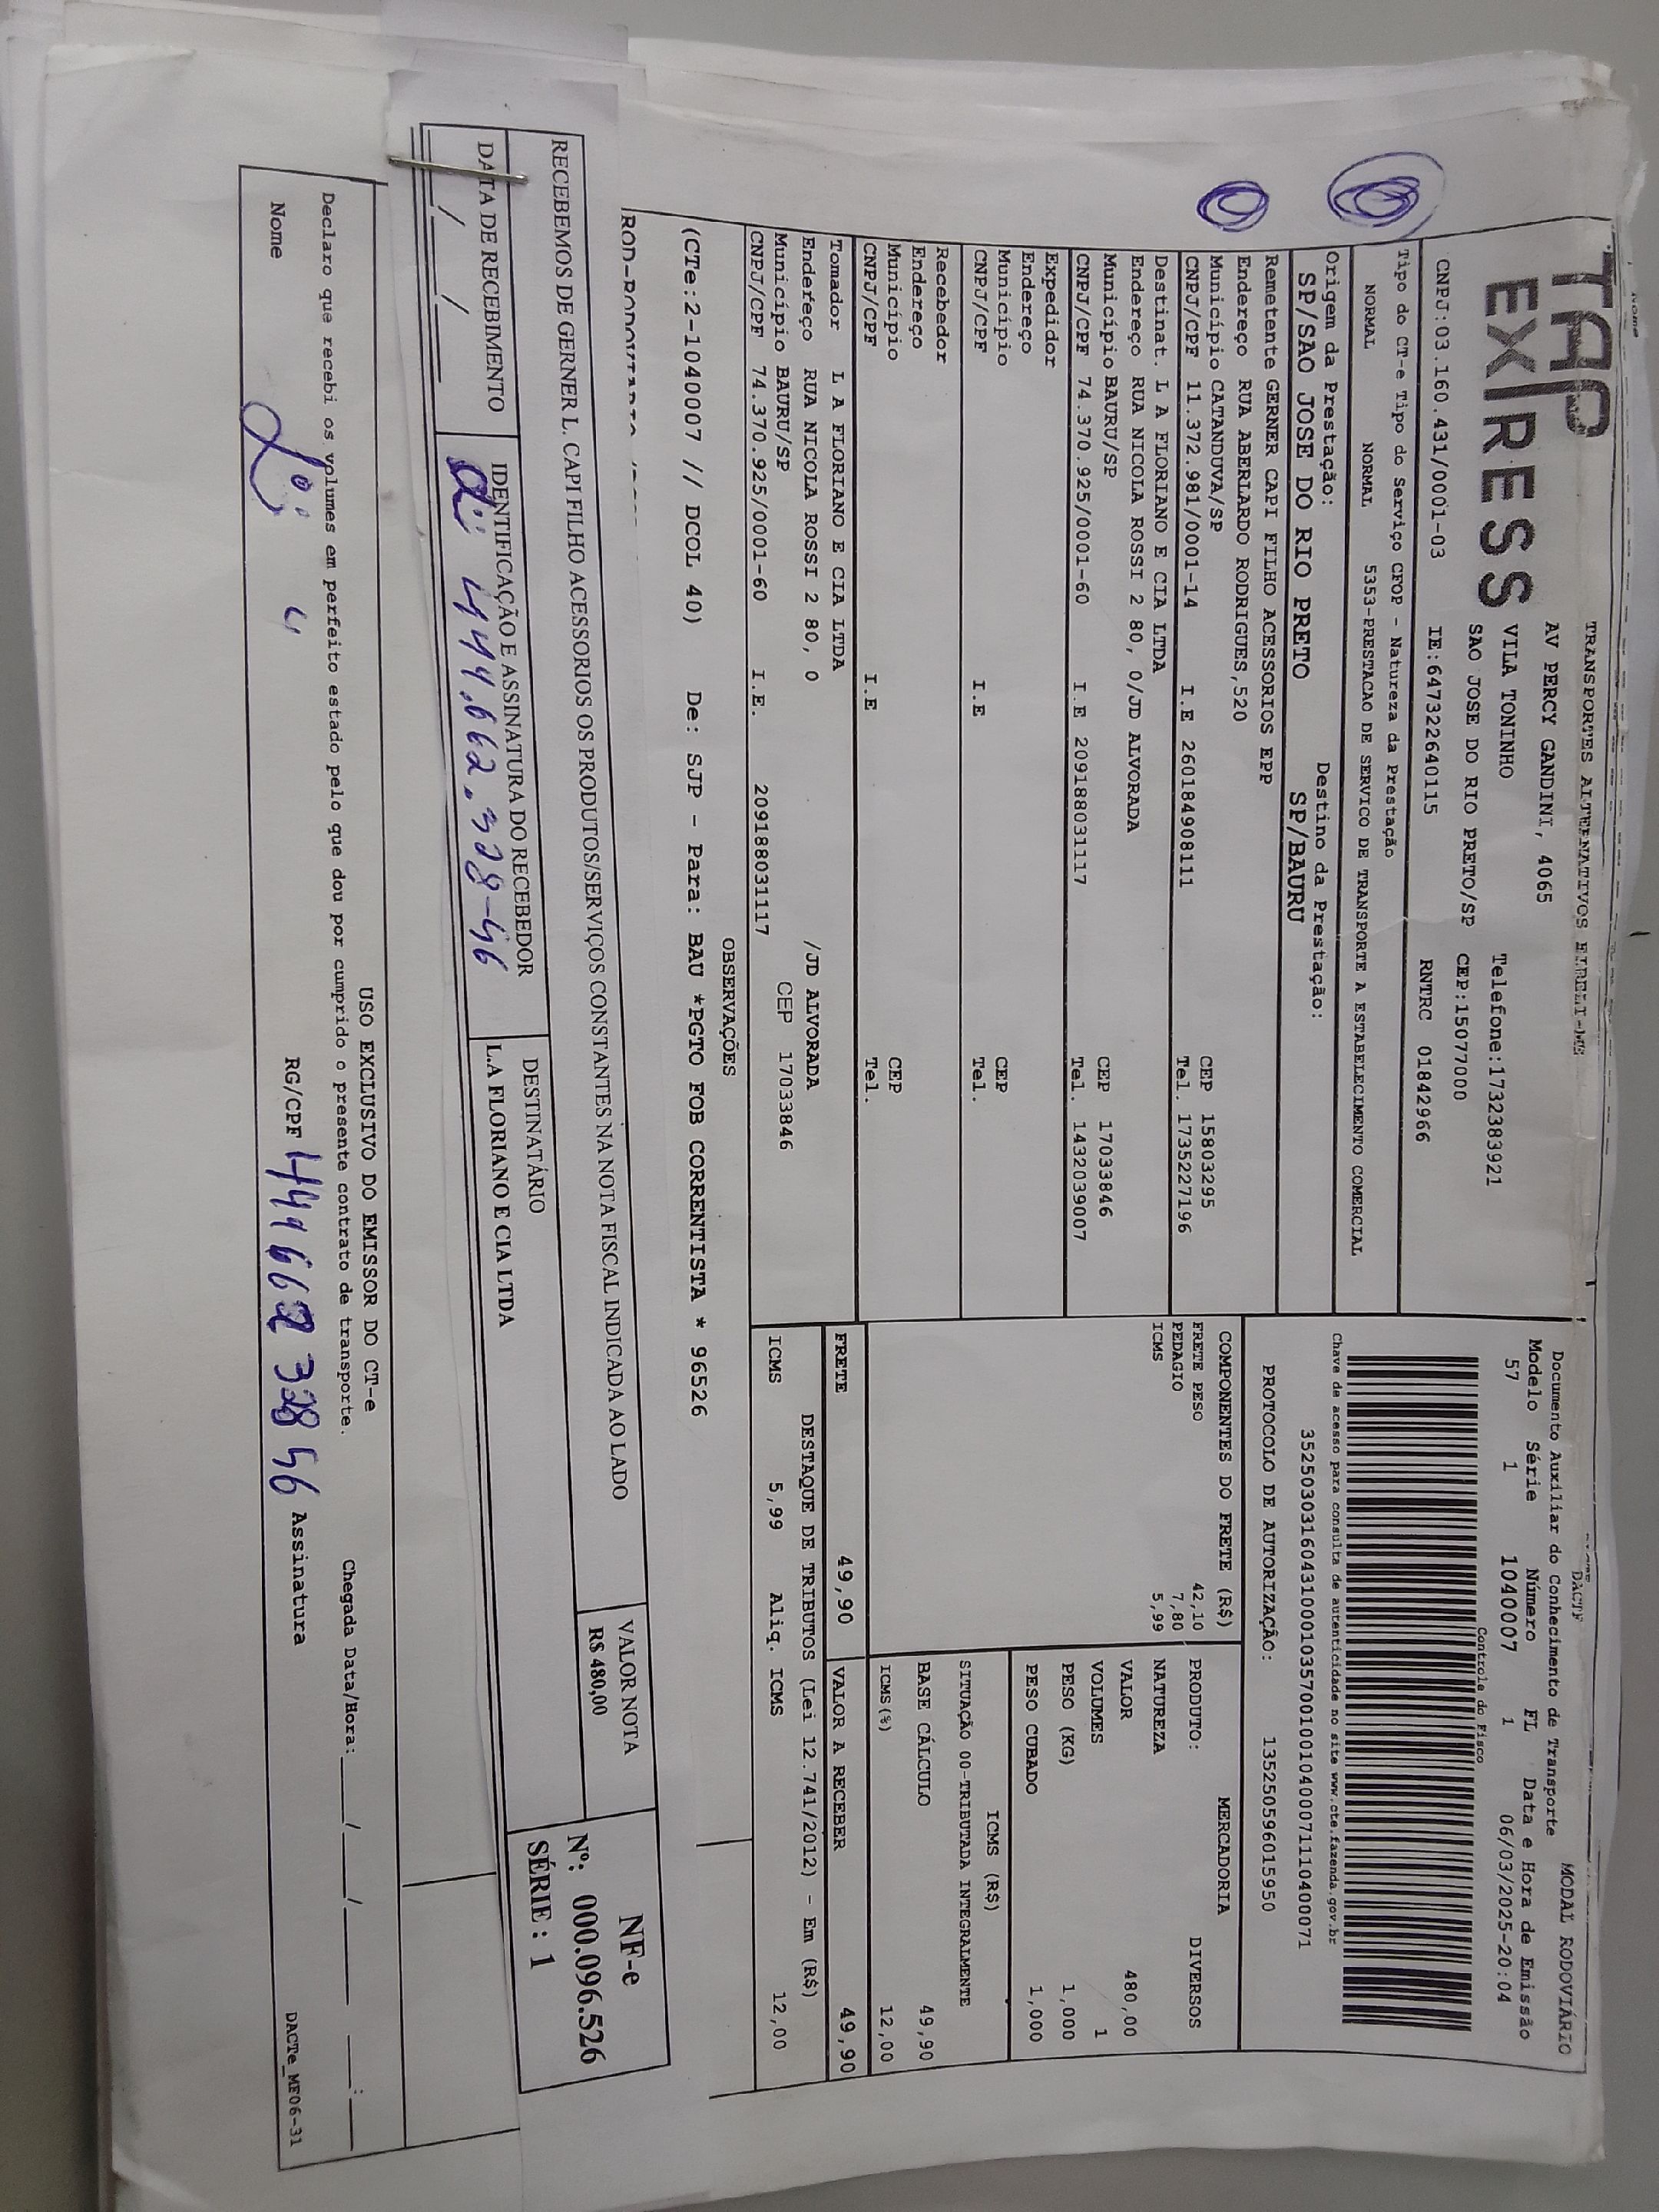 TAP EXPRESS
TRANSPORTES ALTERNATIVOS EIRELI-ME
AV PERCY GANDINI, 4065
VILA TONINHO Telefone:1732383921
SAO JOSE DO RIO PRETO/SP CEP:15077000
CNPJ:03.160.431/0001-03 IE:647322640115 RNTRC 01842966
Tipo do CT-e Tipo do Serviço CFOP - Natureza da Prestação
NORMAL NORMAL 5353-PRESTACAO DE SERVICO DE TRANSPORTE A ESTABELECIMENTO COMERCIAL
Origem da Prestação: Destino da Prestação:
SP/SAO JOSE DO RIO PRETO SP/BAURU
Remetente GERNER CAPI FILHO ACESSORIOS EPP
Endereço RUA ABERLARDO RODRIGUES,520
Município CATANDUVA/SP CEP 15803295
CNPJ/CPF 11.372.981/0001-14 I.E 260184908111 Tel. 1735227196
Destinat. L A FLORIANO E CIA LTDA
Endereço RUA NICOLA ROSSI 2 80, 0/JD ALVORADA
Município BAURU/SP CEP 17033846
CNPJ/CPF 74.370.925/0001-60 I.E 209188031117 Tel. 1432039007
Expedidor
Endereço
Município CEP
CNPJ/CPF I.E Tel.
Recebedor
Endereço
Município CEP
CNPJ/CPF I.E Tel.
Tomador L A FLORIANO E CIA LTDA
Endereço RUA NICOLA ROSSI 2 80, 0 /JD ALVORADA
Município BAURU/SP CEP 17033846
CNPJ/CPF 74.370.925/0001-60 I.E. 209188031117
DACTE MODAL RODOVIÁRIO
Documento Auxiliar do Conhecimento de Transporte
Modelo Série Número FL Data e Hora de Emissão
57 1 1040007 1 06/03/2025-20:04
Controle do Fisco
Chave de acesso para consulta de autenticidade no site www.cte.fazenda.gov.br
35250303160431000103570010010400071110400071
PROTOCOLO DE AUTORIZAÇÃO: 135250596015950
COMPONENTES DO FRETE (R$)
FRETE PESO 42,10
PEDAGIO 7,80
ICMS 5,99
MERCADORIA
PRODUTO: DIVERSOS
NATUREZA
VALOR 480,00
VOLUMES 1
PESO (KG) 1,000
PESO CUBADO 1,000
ICMS (R$)
SITUAÇÃO 00-TRIBUTADA INTEGRALMENTE
BASE CÁLCULO 49,90
ICMS(%) 12,00
FRETE 49,90 VALOR A RECEBER 49,90
DESTAQUE DE TRIBUTOS (Lei 12.741/2012) - Em (R$)
ICMS 5,99 Aliq. ICMS 12,00
OBSERVAÇÕES
(CTe:2-1040007 // DCOL 40) De: SJP - Para: BAU *PGTO FOB CORRENTISTA * 96526
RECEBEMOS DE GERNER L. CAPI FILHO ACESSORIOS OS PRODUTOS/SERVIÇOS CONSTANTES NA NOTA FISCAL INDICADA AO LADO
VALOR NOTA
R$ 480,00
NF-e
Nº: 000.096.526
SÉRIE : 1
DATA DE RECEBIMENTO
/ /
IDENTIFICAÇÃO E ASSINATURA DO RECEBEDOR
444.662.328-56
DESTINATÁRIO
L.A FLORIANO E CIA LTDA
USO EXCLUSIVO DO EMISSOR DO CT-e
Declaro que recebi os volumes em perfeito estado pelo que dou por cumprido o presente contrato de transporte. Chegada Data/Hora: ____/____/______ __:__
Nome RG/CPF 444662 328 56 Assinatura
DACTe_MF06-31